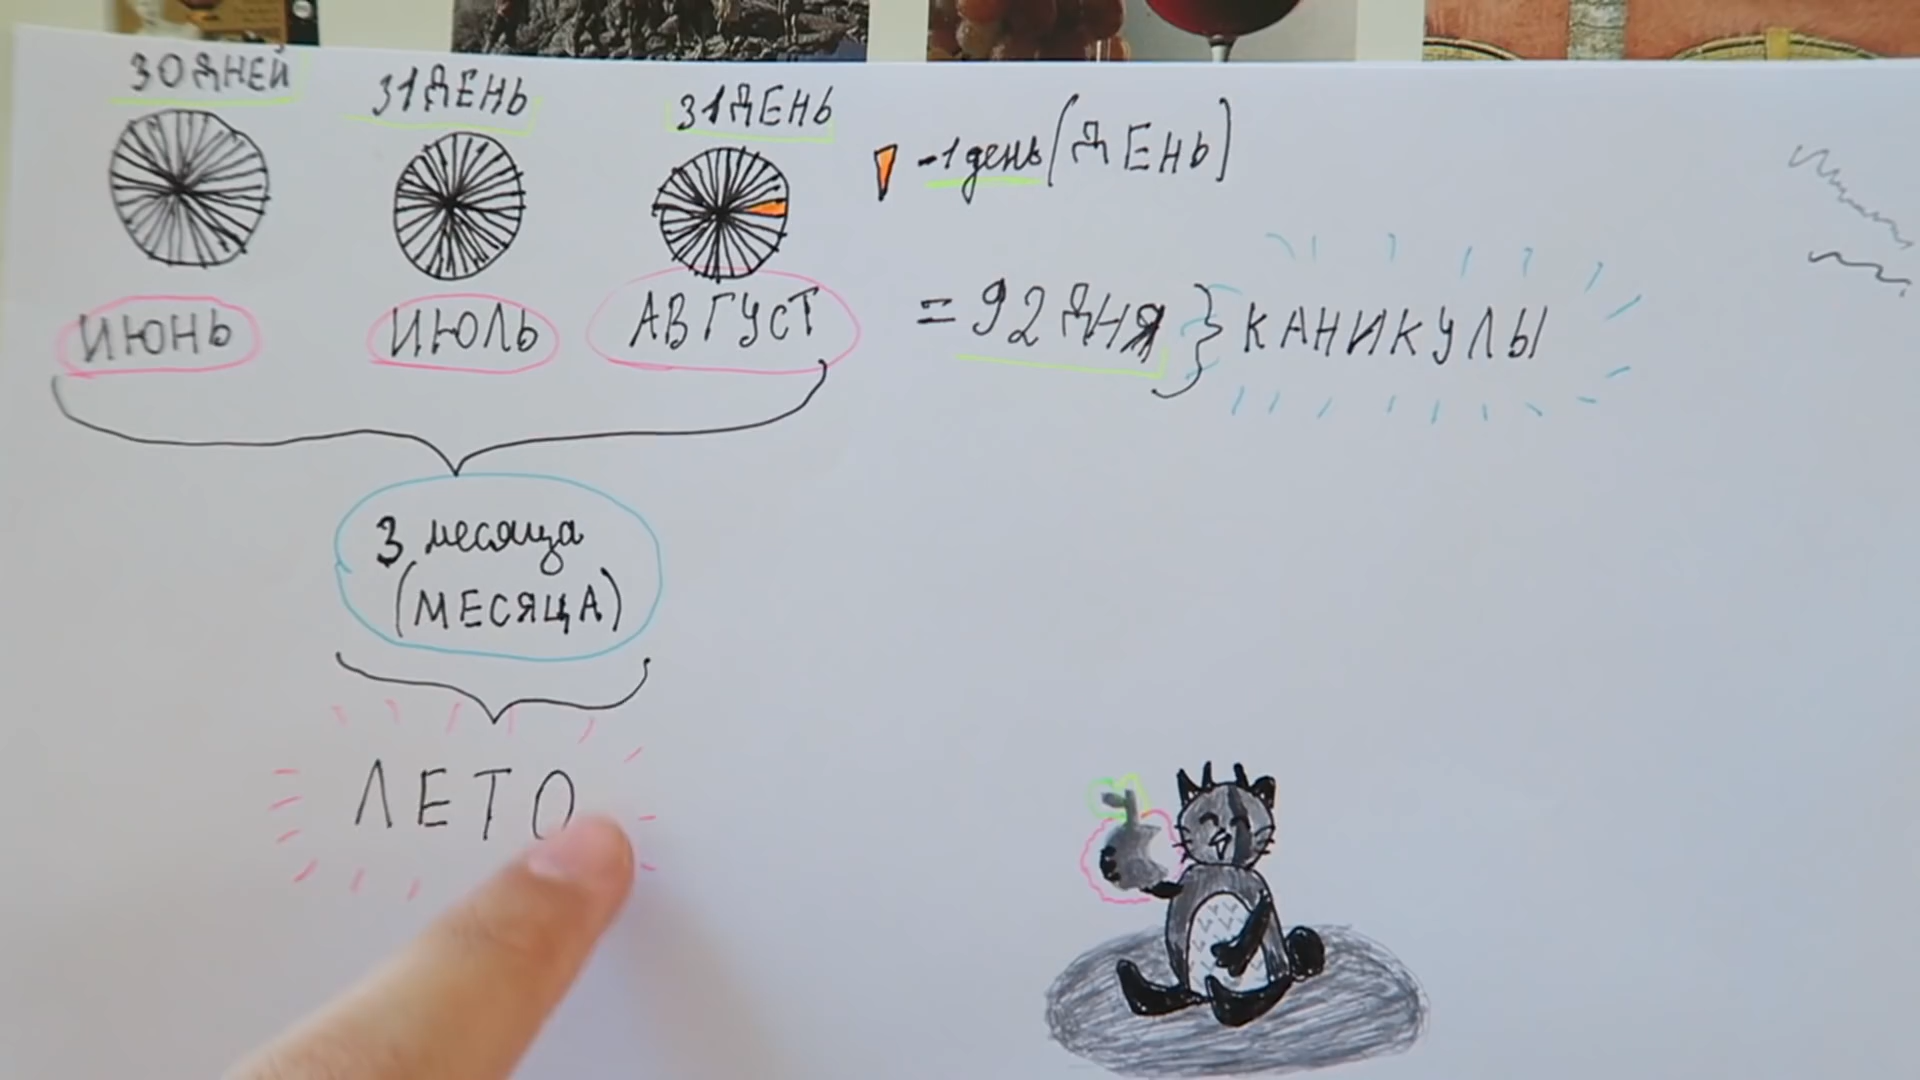 30 ДНЕЙ
31 ДЕНЬ
31 ДЕНЬ
-1 день (ДЕНЬ)
ИЮНЬ
ИЮЛЬ
АВГУСТ
= 92 ДНЯ } КАНИКУЛЫ
3 месяца
(МЕСЯЦА)
ЛЕТО